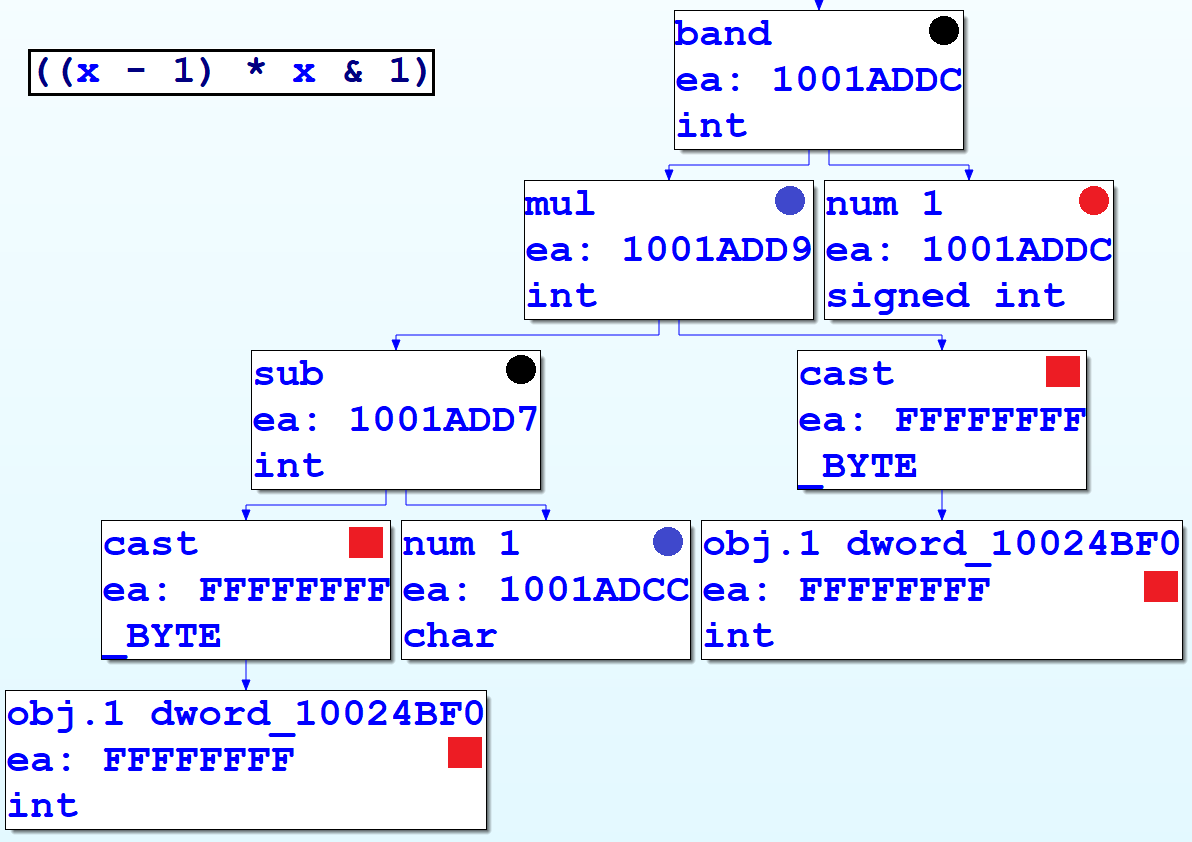 ((x - 1) * x & 1)
band
ea: 1001ADDC
int
mul
ea: 1001ADD9
int
num 1
ea: 1001ADDC
signed int
sub
ea: 1001ADD7
int
cast
ea: FFFFFFFF
_BYTE
cast
ea: FFFFFFFF
_BYTE
num 1
ea: 1001ADCC
char
obj.1 dword_10024BF0
ea: FFFFFFFF
int
obj.1 dword_10024BF0
ea: FFFFFFFF
int